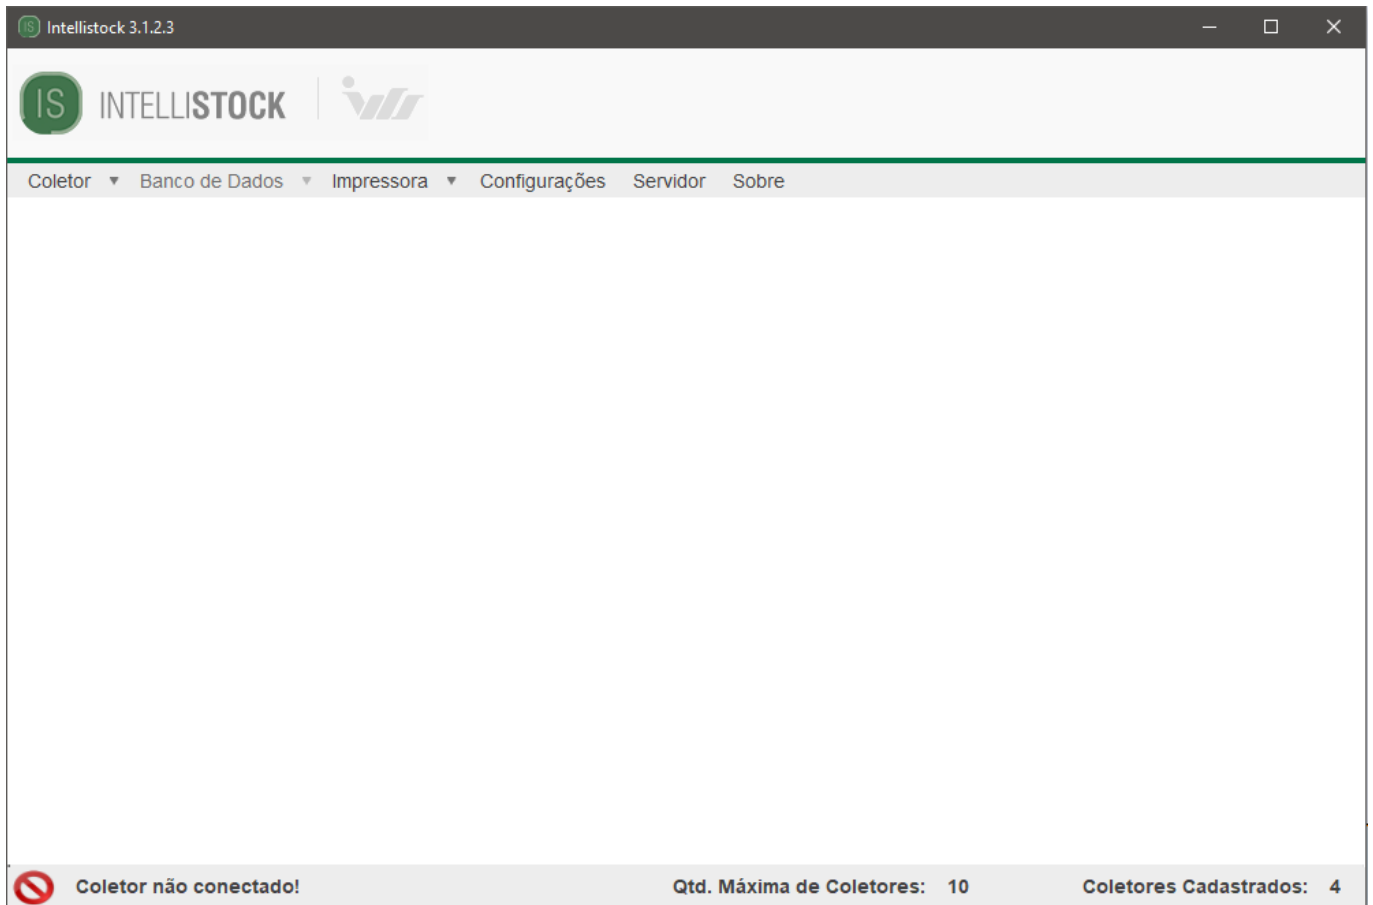 IS Intellistock 3.1.2.3
IS INTELLISTOCK
Coletor ▼ Banco de Dados ▼ Impressora ▼ Configurações Servidor Sobre
Coletor não conectado! Qtd. Máxima de Coletores: 10 Coletores Cadastrados: 4